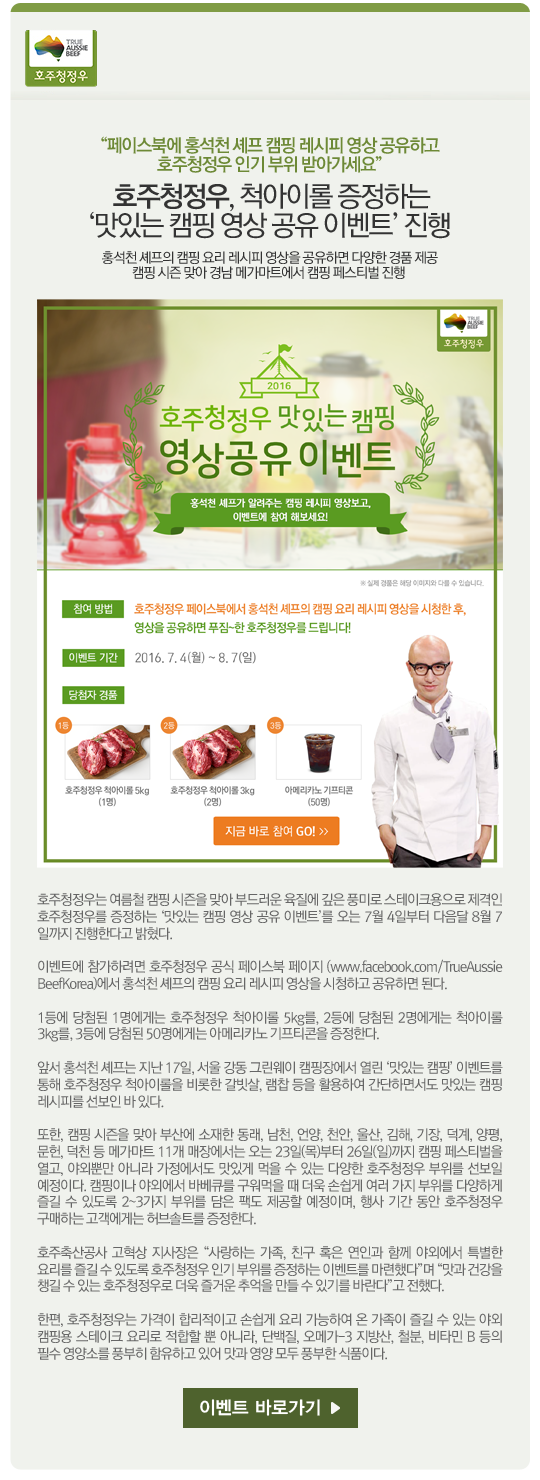 TRUE
AUSSIE
BEEF
호주청정우
“페이스북에 홍석천 셰프 캠핑 레시피 영상 공유하고
호주청정우 인기 부위 받아가세요”
호주청정우, 척아이롤 증정하는
‘맛있는 캠핑 영상 공유 이벤트’ 진행
홍석천 셰프의 캠핑 요리 레시피 영상을 공유하면 다양한 경품 제공
캠핑 시즌 맞아 경남 메가마트에서 캠핑 페스티벌 진행
TRUE
AUSSIE
BEEF
호주청정우
2016
호주청정우 맛있는 캠핑
영상공유 이벤트
홍석천 셰프가 알려주는 캠핑 레시피 영상보고,
이벤트에 참여 해보세요!
※ 실제 경품은 해당 이미지와 다를 수 있습니다.
참여 방법 호주청정우 페이스북에서 홍석천 셰프의 캠핑 요리 레시피 영상을 시청한 후,
영상을 공유하면 푸짐~한 호주청정우를 드립니다!
이벤트 기간 2016. 7. 4(월) ~ 8. 7(일)
당첨자 경품
1등 2등 3등
호주청정우 척아이롤 5kg 호주청정우 척아이롤 3kg 아메리카노 기프티콘
(1명) (2명) (50명)
지금 바로 참여 GO! >>
호주청정우는 여름철 캠핑 시즌을 맞아 부드러운 육질에 깊은 풍미로 스테이크용으로 제격인
호주청정우를 증정하는 ‘맛있는 캠핑 영상 공유 이벤트’를 오는 7월 4일부터 다음달 8월 7
일까지 진행한다고 밝혔다.
이벤트에 참가하려면 호주청정우 공식 페이스북 페이지 (www.facebook.com/TrueAussie
BeefKorea)에서 홍석천 셰프의 캠핑 요리 레시피 영상을 시청하고 공유하면 된다.
1등에 당첨된 1명에게는 호주청정우 척아이롤 5kg를, 2등에 당첨된 2명에게는 척아이롤
3kg를, 3등에 당첨된 50명에게는 아메리카노 기프티콘을 증정한다.
앞서 홍석천 셰프는 지난 17일, 서울 강동 그린웨이 캠핑장에서 열린 ‘맛있는 캠핑’ 이벤트를
통해 호주청정우 척아이롤을 비롯한 갈빗살, 램찹 등을 활용하여 간단하면서도 맛있는 캠핑
레시피를 선보인 바 있다.
또한, 캠핑 시즌을 맞아 부산에 소재한 동래, 남천, 언양, 천안, 울산, 김해, 기장, 덕계, 양평,
문헌, 덕천 등 메가마트 11개 매장에서는 오는 23일(목)부터 26일(일)까지 캠핑 페스티벌을
열고, 야외뿐만 아니라 가정에서도 맛있게 먹을 수 있는 다양한 호주청정우 부위를 선보일
예정이다. 캠핑이나 야외에서 바베큐를 구워먹을 때 더욱 손쉽게 여러 가지 부위를 다양하게
즐길 수 있도록 2~3가지 부위를 담은 팩도 제공할 예정이며, 행사 기간 동안 호주청정우
구매하는 고객에게는 허브솔트를 증정한다.
호주축산공사 고혁상 지사장은 “사랑하는 가족, 친구 혹은 연인과 함께 야외에서 특별한
요리를 즐길 수 있도록 호주청정우 인기 부위를 증정하는 이벤트를 마련했다”며 “맛과 건강을
챙길 수 있는 호주청정우로 더욱 즐거운 추억을 만들 수 있기를 바란다”고 전했다.
한편, 호주청정우는 가격이 합리적이고 손쉽게 요리 가능하여 온 가족이 즐길 수 있는 야외
캠핑용 스테이크 요리로 적합할 뿐 아니라, 단백질, 오메가-3 지방산, 철분, 비타민 B 등의
필수 영양소를 풍부히 함유하고 있어 맛과 영양 모두 풍부한 식품이다.
이벤트 바로가기 ▶